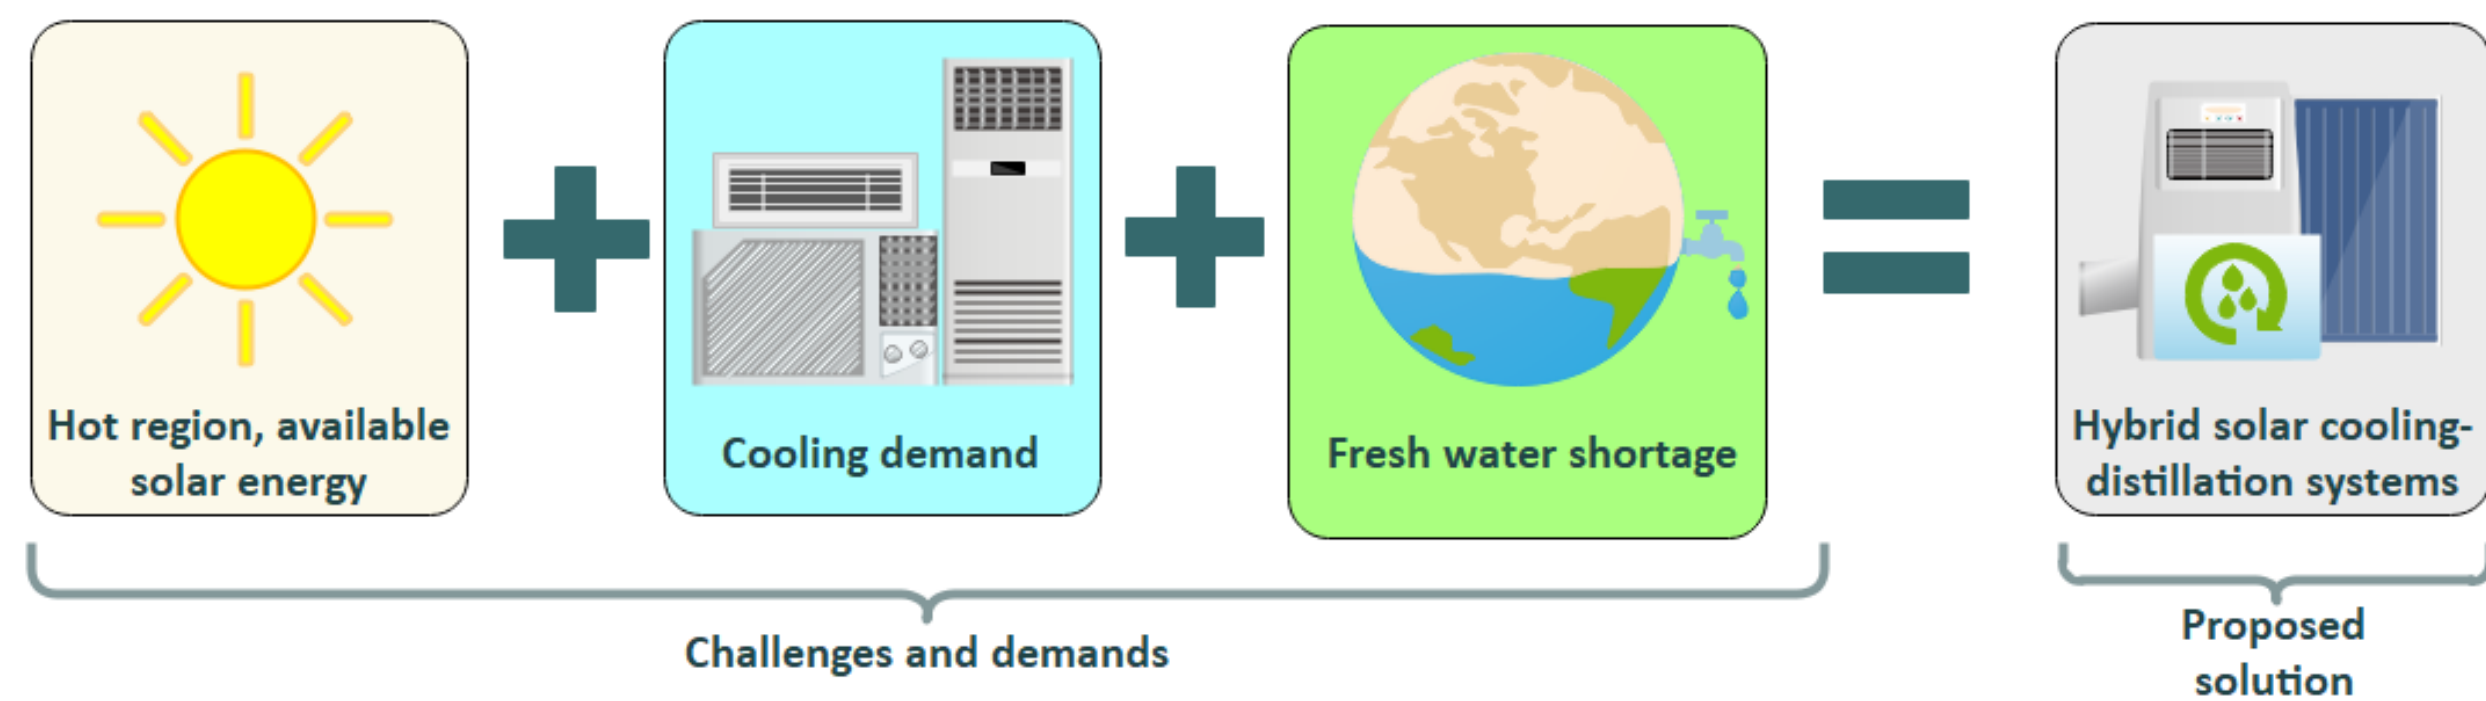 Hot region, available
solar energy
Cooling demand
Fresh water shortage
Hybrid solar cooling-
distillation systems
Challenges and demands
Proposed
solution